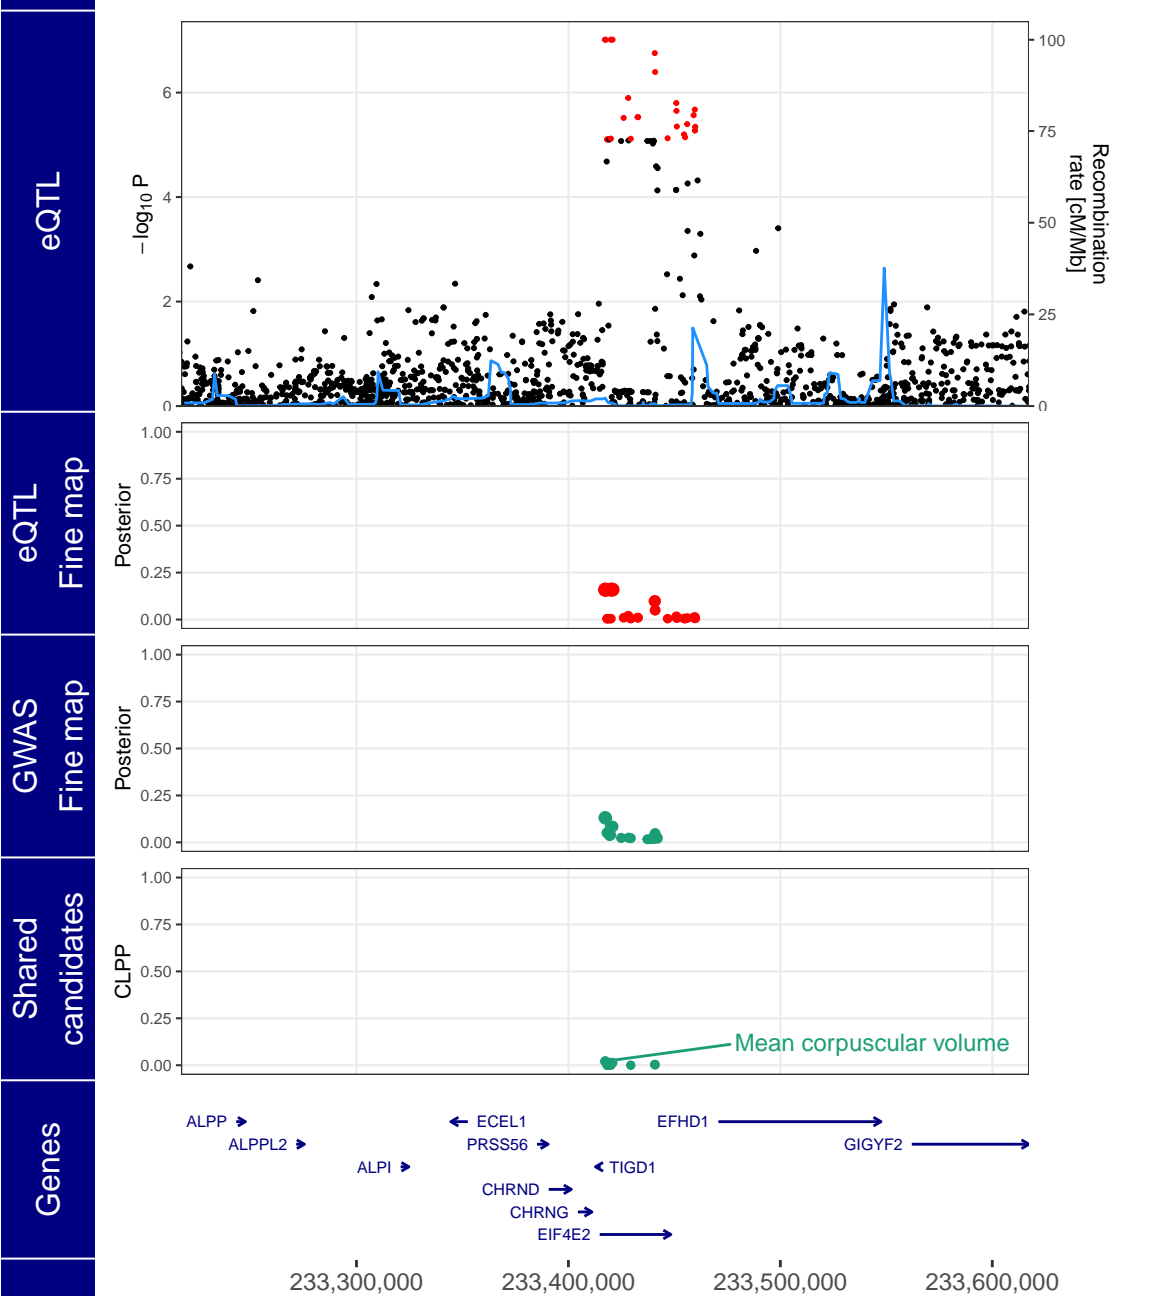 eQTL
−log10 P
6
4
2
0
100
75
50
25
0
Recombination
rate [cM/Mb]
eQTL
Fine map
Posterior
1.00
0.75
0.50
0.25
0.00
GWAS
Fine map
Posterior
1.00
0.75
0.50
0.25
0.00
Shared
candidates
CLPP
1.00
0.75
0.50
0.25
0.00
Mean corpuscular volume
Genes
ALPP
ECEL1
EFHD1
ALPPL2
PRSS56
GIGYF2
ALPI
TIGD1
CHRND
CHRNG
EIF4E2
233,300,000
233,400,000
233,500,000
233,600,000